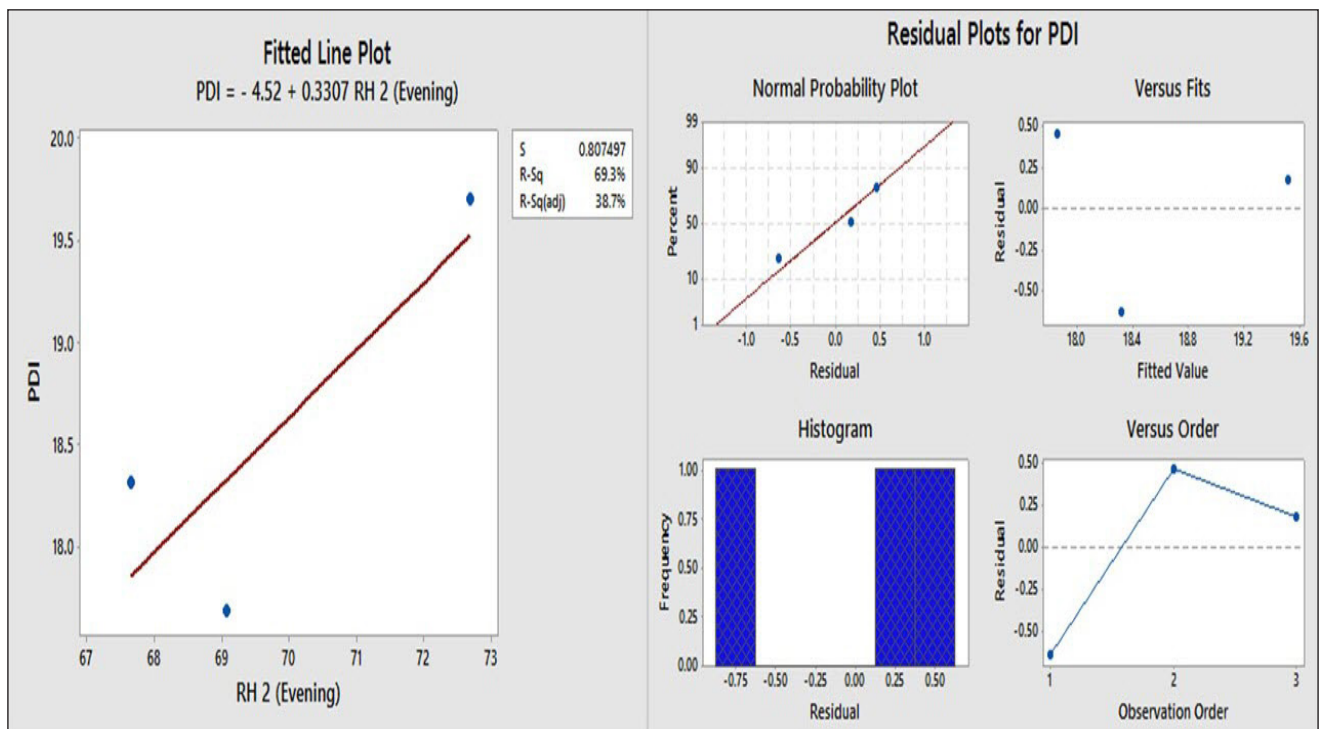 Fitted Line Plot
PDI = - 4.52 + 0.3307 RH 2 (Evening)
S 0.807497
R-Sq 69.3%
R-Sq(adj) 38.7%
20.0
19.5
19.0
18.5
18.0
PDI
67 68 69 70 71 72 73
RH 2 (Evening)
Residual Plots for PDI
Normal Probability Plot
99
90
50
10
1
Percent
-1.0 -0.5 0.0 0.5 1.0
Residual
Versus Fits
0.50
0.25
0.00
-0.25
-0.50
Residual
18.0 18.4 18.8 19.2 19.6
Fitted Value
Histogram
1.00
0.75
0.50
0.25
0.00
Frequency
-0.75 -0.50 -0.25 0.00 0.25 0.50
Residual
Versus Order
0.50
0.25
0.00
-0.25
-0.50
Residual
1 2 3
Observation Order